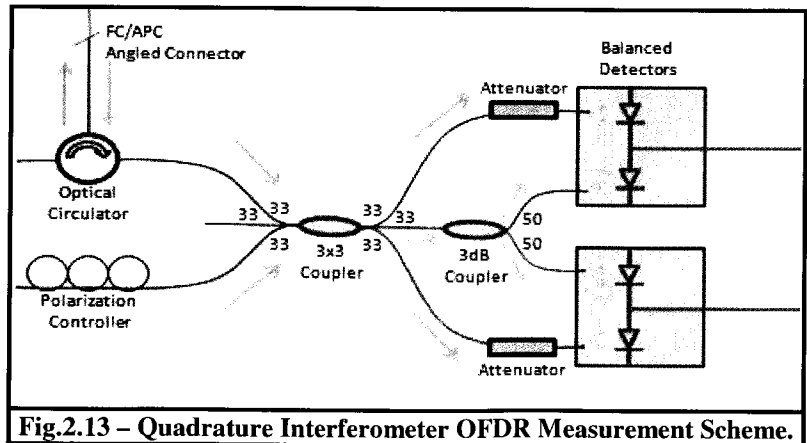 FC/APC
Angled Connector
Balanced
Detectors
Attenuator
Optical
Circulator
33
33
33
33
33
33
3x3
Coupler
50
50
3dB
Coupler
Polarization
Controller
Attenuator
Fig.2.13 – Quadrature Interferometer OFDR Measurement Scheme.